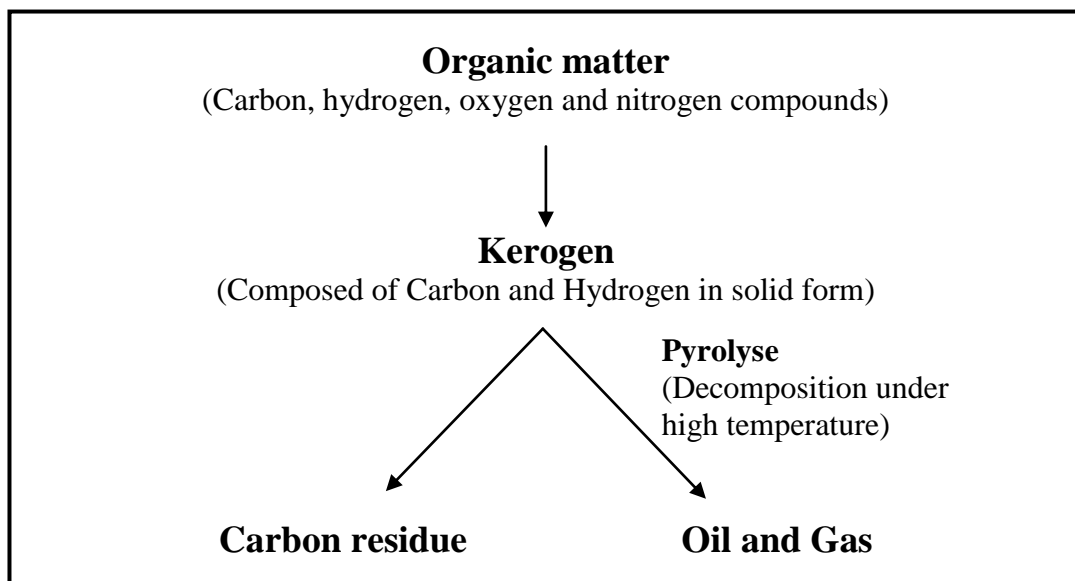 Organic matter
(Carbon, hydrogen, oxygen and nitrogen compounds)
Kerogen
(Composed of Carbon and Hydrogen in solid form)
Pyrolyse
(Decomposition under
high temperature)
Carbon residue
Oil and Gas